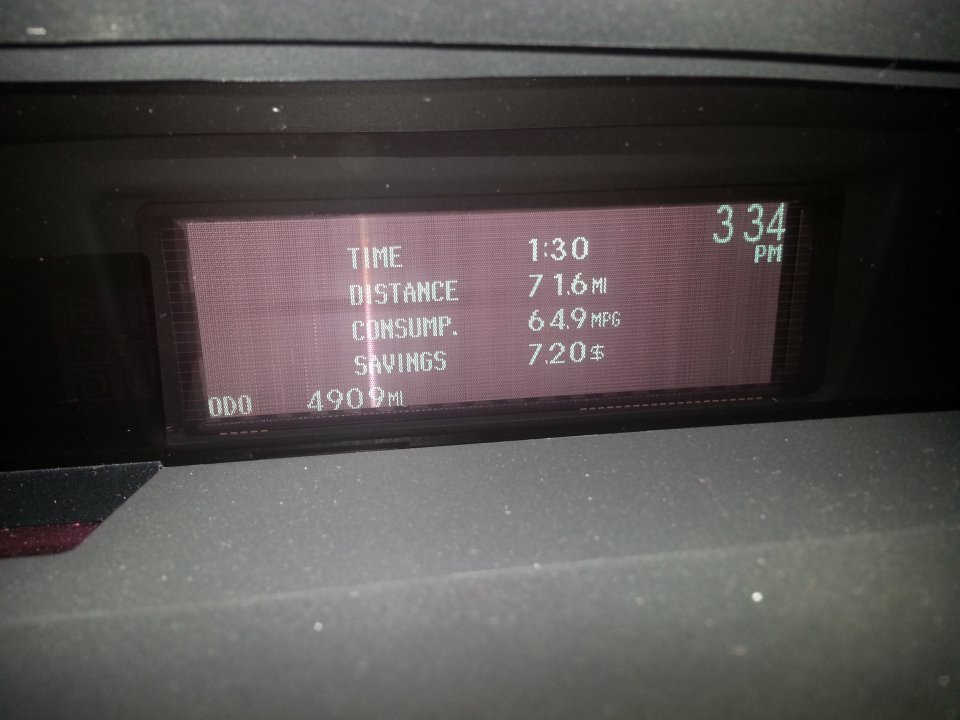 3 34
PM
TIME 1:30
DISTANCE 71.6 MI
CONSUMP. 64.9 MPG
SAVINGS 7.20 $
ODO 4909 MI